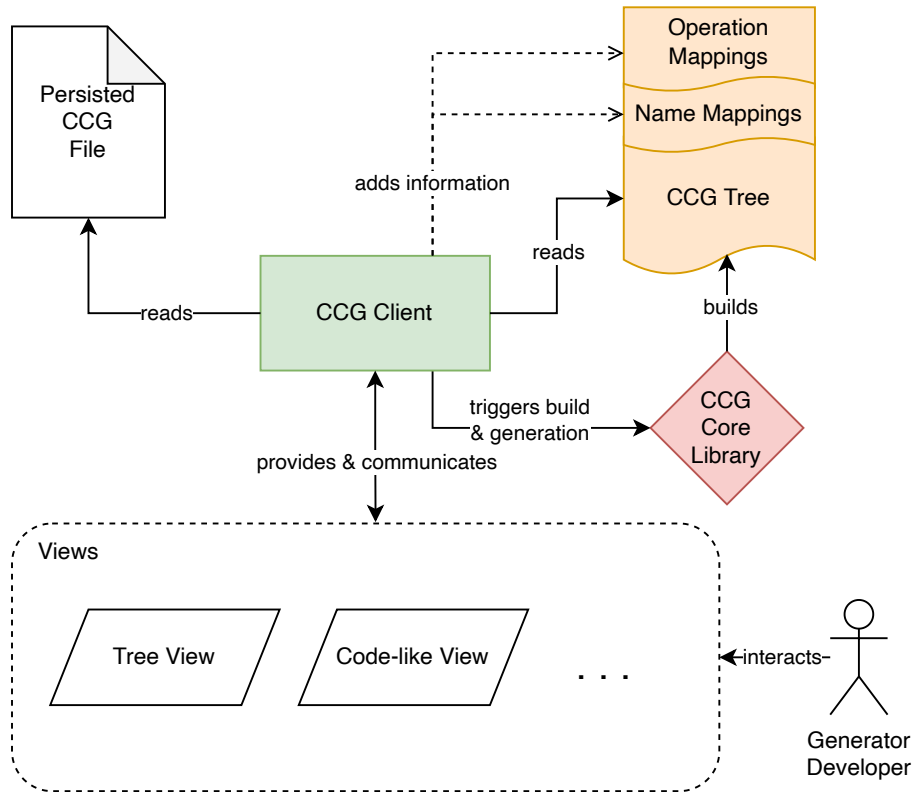 Persisted
CCG
File
Operation
Mappings
Name Mappings
CCG Tree
adds information
reads
reads
CCG Client
builds
triggers build
& generation
CCG
Core
Library
provides & communicates
Views
Tree View
Code-like View
. . .
interacts
Generator
Developer